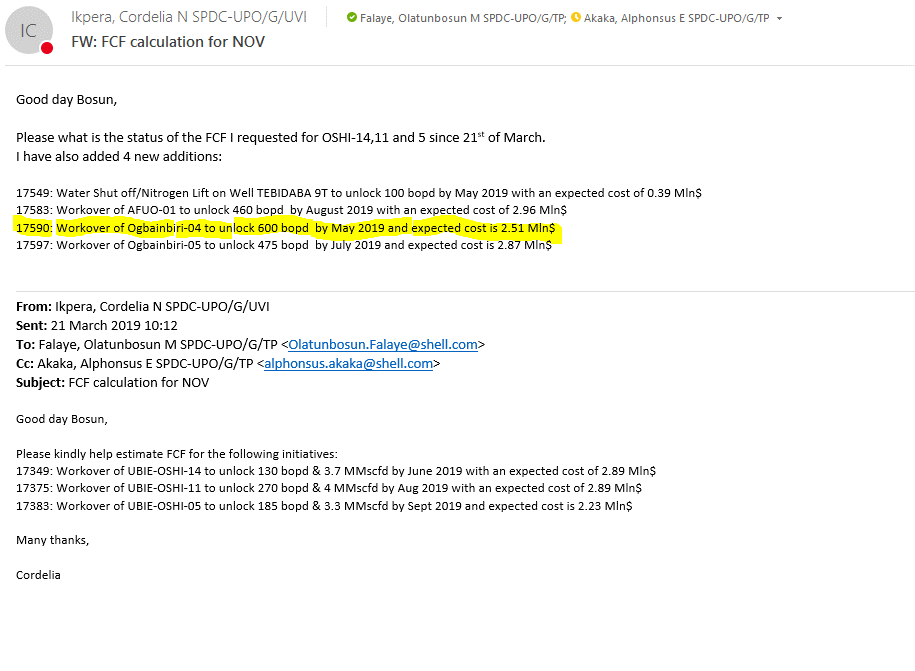 IC
Ikpera, Cordelia N SPDC-UPO/G/UVI
Falaye, Olatunbosun M SPDC-UPO/G/TP; Akaka, Alphonsus E SPDC-UPO/G/TP
FW: FCF calculation for NOV
Good day Bosun,
Please what is the status of the FCF I requested for OSHI-14,11 and 5 since 21st of March.
I have also added 4 new additions:
17549: Water Shut off/Nitrogen Lift on Well TEBIDABA 9T to unlock 100 bopd by May 2019 with an expected cost of 0.39 Mln$
17583: Workover of AFUO-01 to unlock 460 bopd  by August 2019 with an expected cost of 2.96 Mln$
17590: Workover of Ogbainbiri-04 to unlock 600 bopd  by May 2019 and expected cost is 2.51 Mln$
17597: Workover of Ogbainbiri-05 to unlock 475 bopd  by July 2019 and expected cost is 2.87 Mln$
From: Ikpera, Cordelia N SPDC-UPO/G/UVI
Sent: 21 March 2019 10:12
To: Falaye, Olatunbosun M SPDC-UPO/G/TP <Olatunbosun.Falaye@shell.com>
Cc: Akaka, Alphonsus E SPDC-UPO/G/TP <alphonsus.akaka@shell.com>
Subject: FCF calculation for NOV
Good day Bosun,
Please kindly help estimate FCF for the following initiatives:
17349: Workover of UBIE-OSHI-14 to unlock 130 bopd & 3.7 MMscfd by June 2019 with an expected cost of 2.89 Mln$
17375: Workover of UBIE-OSHI-11 to unlock 270 bopd & 4 MMscfd by Aug 2019 with an expected cost of 2.89 Mln$
17383: Workover of UBIE-OSHI-05 to unlock 185 bopd & 3.3 MMscfd by Sept 2019 and expected cost is 2.23 Mln$
Many thanks,
Cordelia